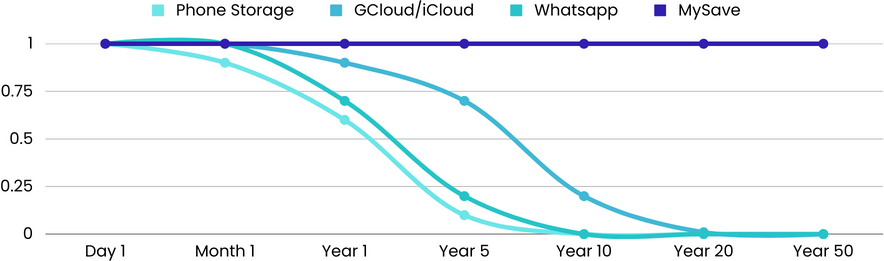 Phone Storage GCloud/iCloud Whatsapp MySave
1
0.75
0.5
0.25
0
Day 1 Month 1 Year 1 Year 5 Year 10 Year 20 Year 50